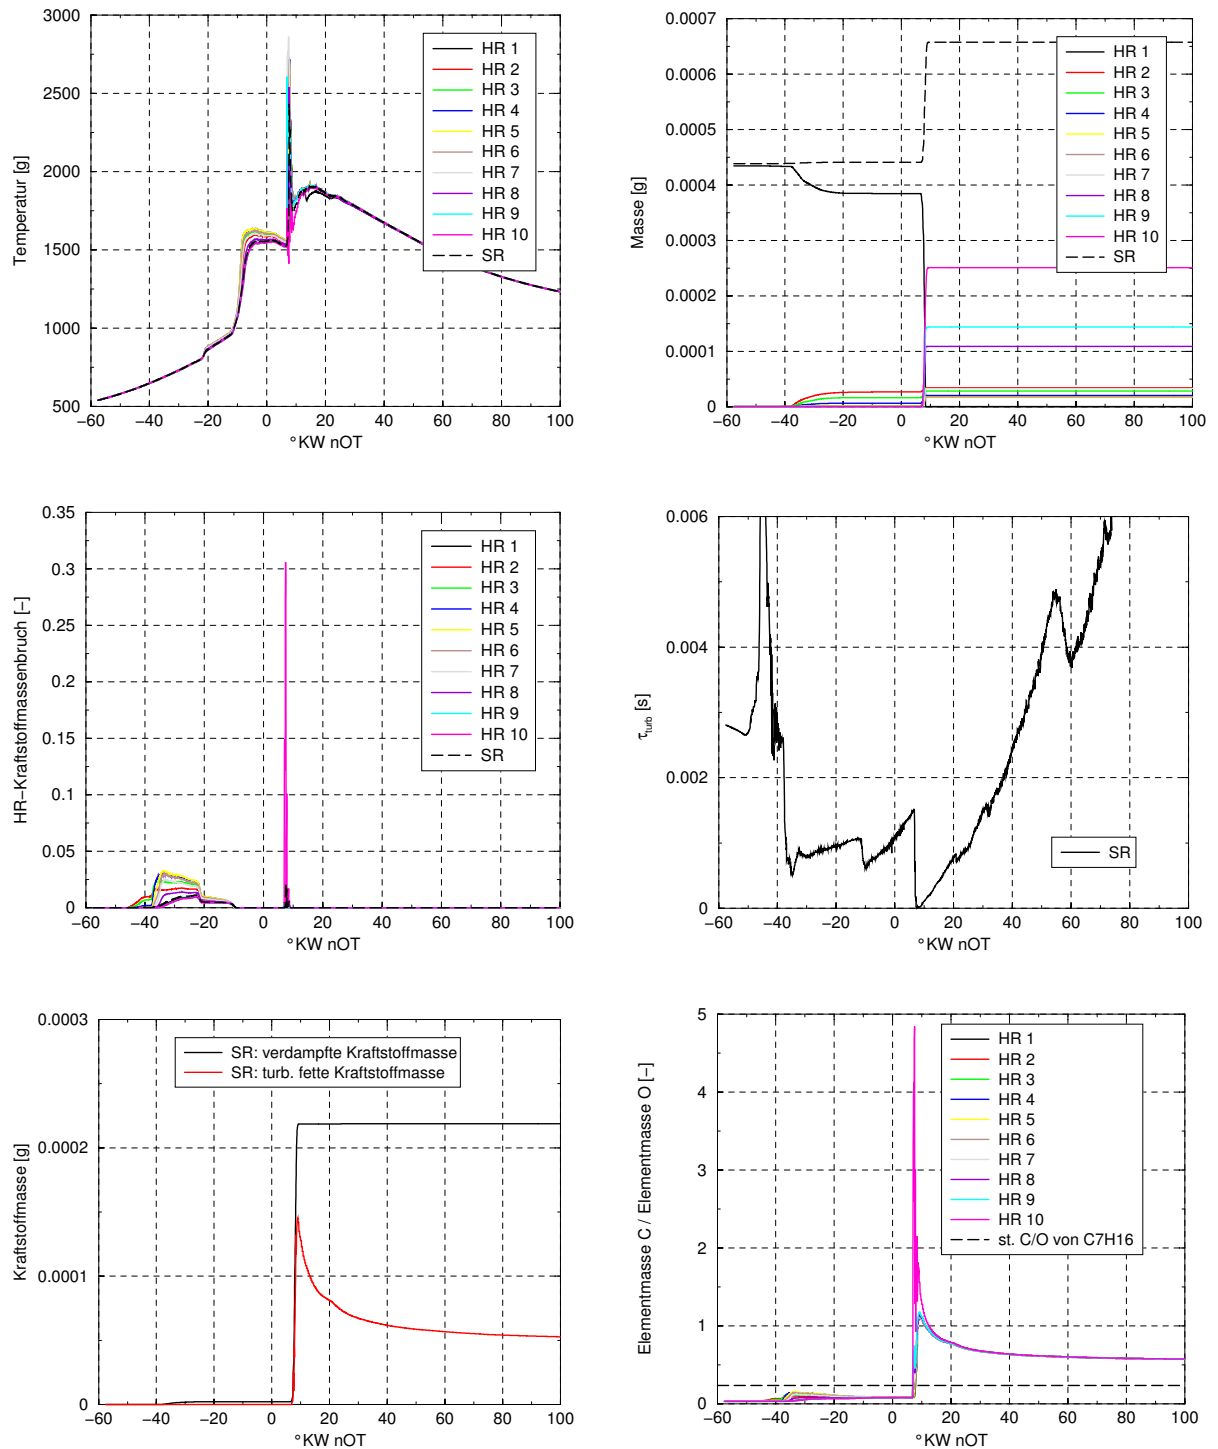 3000
2500
2000
1500
1000
500
Temperatur [g]
−60 −40 −20 0 20 40 60 80 100
°KW nOT
HR 1
HR 2
HR 3
HR 4
HR 5
HR 6
HR 7
HR 8
HR 9
HR 10
SR
0.0007
0.0006
0.0005
0.0004
0.0003
0.0002
0.0001
0
Masse [g]
−60 −40 −20 0 20 40 60 80 100
°KW nOT
HR 1
HR 2
HR 3
HR 4
HR 5
HR 6
HR 7
HR 8
HR 9
HR 10
SR
0.35
0.3
0.25
0.2
0.15
0.1
0.05
0
HR−Kraftstoffmassenbruch [−]
−60 −40 −20 0 20 40 60 80 100
°KW nOT
HR 1
HR 2
HR 3
HR 4
HR 5
HR 6
HR 7
HR 8
HR 9
HR 10
SR
0.006
0.004
0.002
0
τturb [s]
−60 −40 −20 0 20 40 60 80 100
°KW nOT
SR
0.0003
0.0002
0.0001
0
Kraftstoffmasse [g]
−60 −40 −20 0 20 40 60 80 100
°KW nOT
SR: verdampfte Kraftstoffmasse
SR: turb. fette Kraftstoffmasse
5
4
3
2
1
0
Elementmasse C / Elementmasse O [−]
−60 −40 −20 0 20 40 60 80 100
°KW nOT
HR 1
HR 2
HR 3
HR 4
HR 5
HR 6
HR 7
HR 8
HR 9
HR 10
st. C/O von C7H16